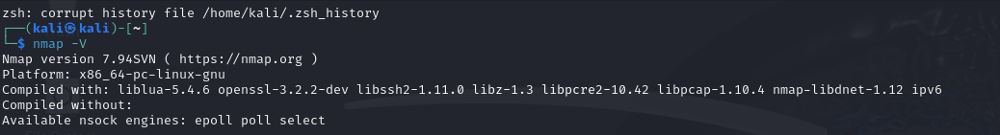 zsh: corrupt history file /home/kali/.zsh_history
┌──(kali㉿kali)-[~]
└─$ nmap -V
Nmap version 7.94SVN ( https://nmap.org )
Platform: x86_64-pc-linux-gnu
Compiled with: liblua-5.4.6 openssl-3.2.2-dev libssh2-1.11.0 libz-1.3 libpcre2-10.42 libpcap-1.10.4 nmap-libdnet-1.12 ipv6
Compiled without:
Available nsock engines: epoll poll select